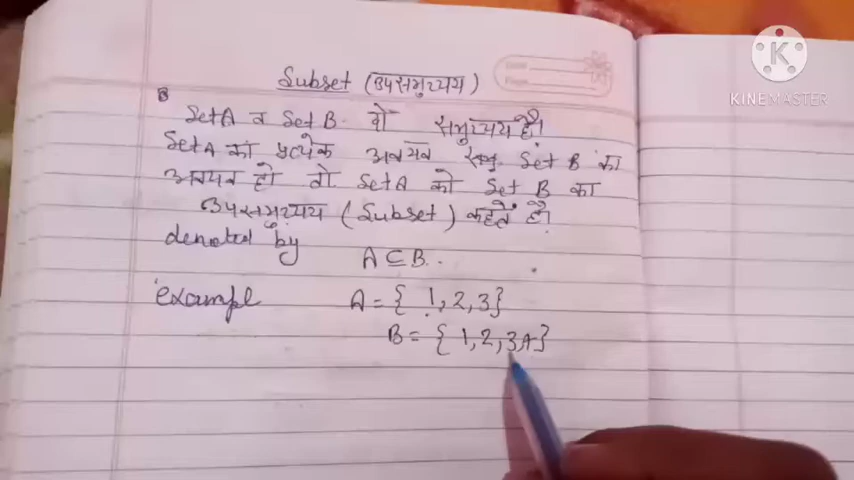 Subset (उपसमुच्चय)
Set A व Set B दो समुच्चय है।
Set A का प्रत्येक अवयव Set B का
अवयव हो तो Set A को Set B का
उपसमुच्चय (Subset) कहते है।
denoted by A ⊆ B.
example A = { 1, 2, 3}
B = { 1, 2, 3,4}
KINEMASTER